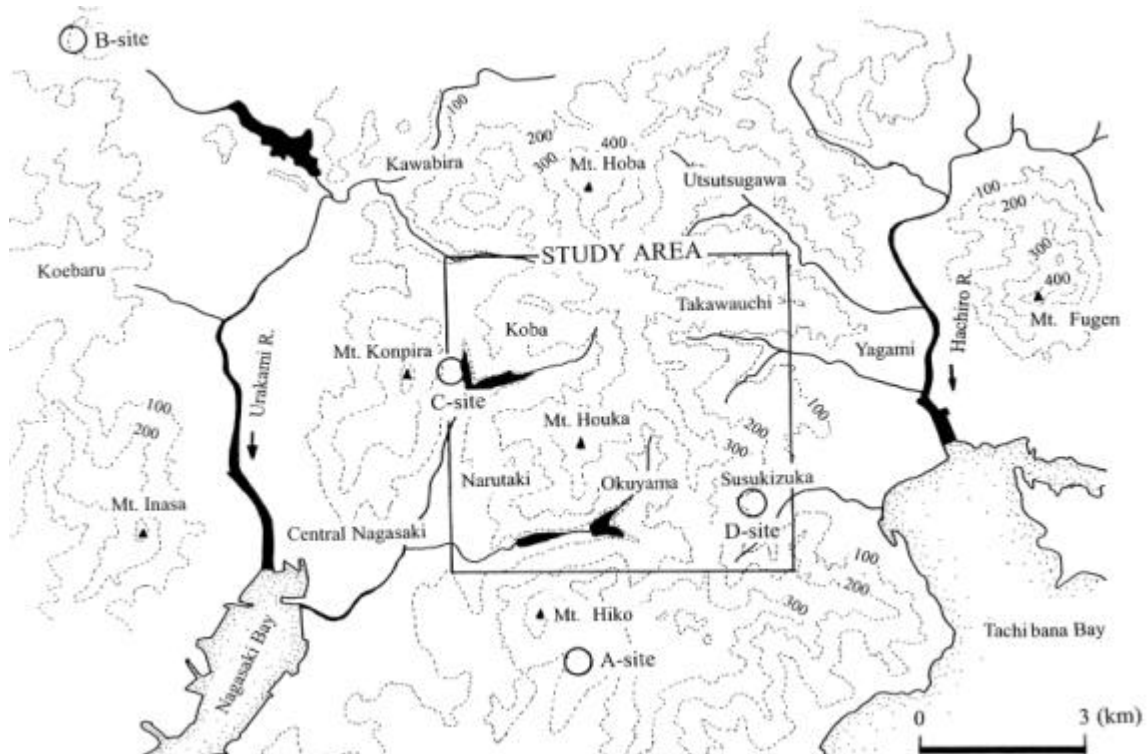 B-site
100
200
400
300
Mt. Hoba
Kawabira
Utsutsugawa
100
200
300
400
Mt. Fugen
STUDY AREA
Koebaru
Takawauchi
Koba
Yagami
Hachiro R.
Mt. Konpira
Urakami R.
C-site
100
200
Mt. Houka
100
200
300
Narutaki
Okuyama
Susukizuka
Mt. Inasa
Central Nagasaki
D-site
100
200
300
Mt. Hiko
Nagasaki Bay
A-site
Tachibana Bay
0 3 (km)